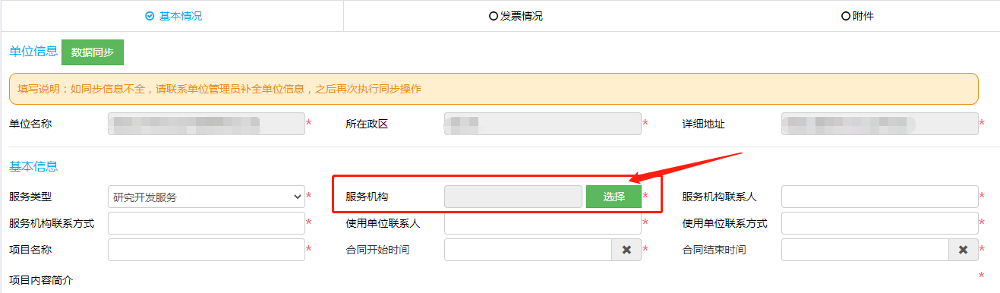 基本情况 发票情况 附件
单位信息 数据同步
填写说明：如同步信息不全，请联系单位管理员补全单位信息，之后再次执行同步操作
单位名称 * 所在政区 * 详细地址 *
基本信息
服务类型 研究开发服务 * 服务机构 选择 * 服务机构联系人 *
服务机构联系方式 * 使用单位联系人 * 使用单位联系方式 *
项目名称 * 合同开始时间 * 合同结束时间 *
项目内容简介 *